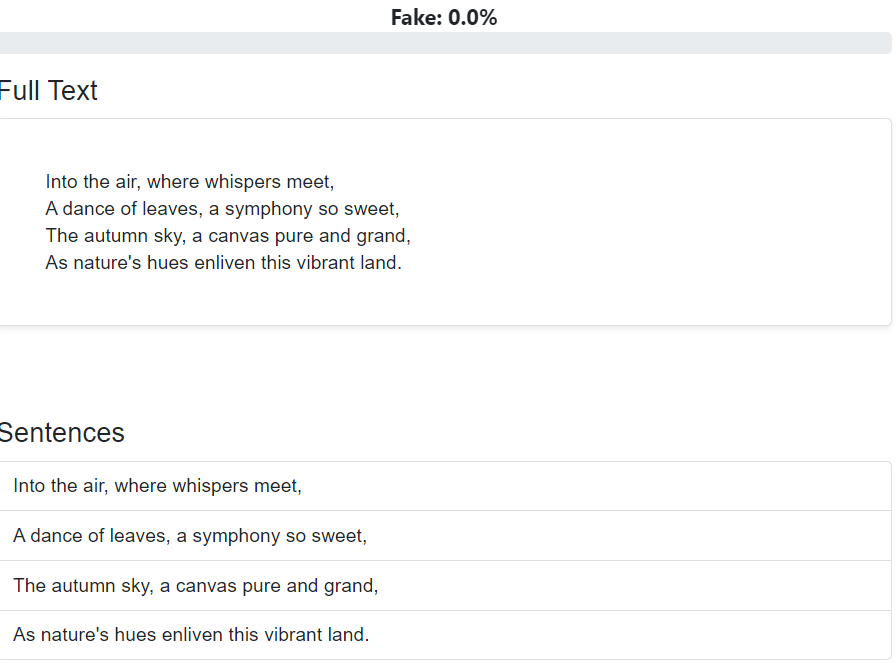 Fake: 0.0%
Full Text
Into the air, where whispers meet,
A dance of leaves, a symphony so sweet,
The autumn sky, a canvas pure and grand,
As nature's hues enliven this vibrant land.
Sentences
Into the air, where whispers meet,
A dance of leaves, a symphony so sweet,
The autumn sky, a canvas pure and grand,
As nature's hues enliven this vibrant land.